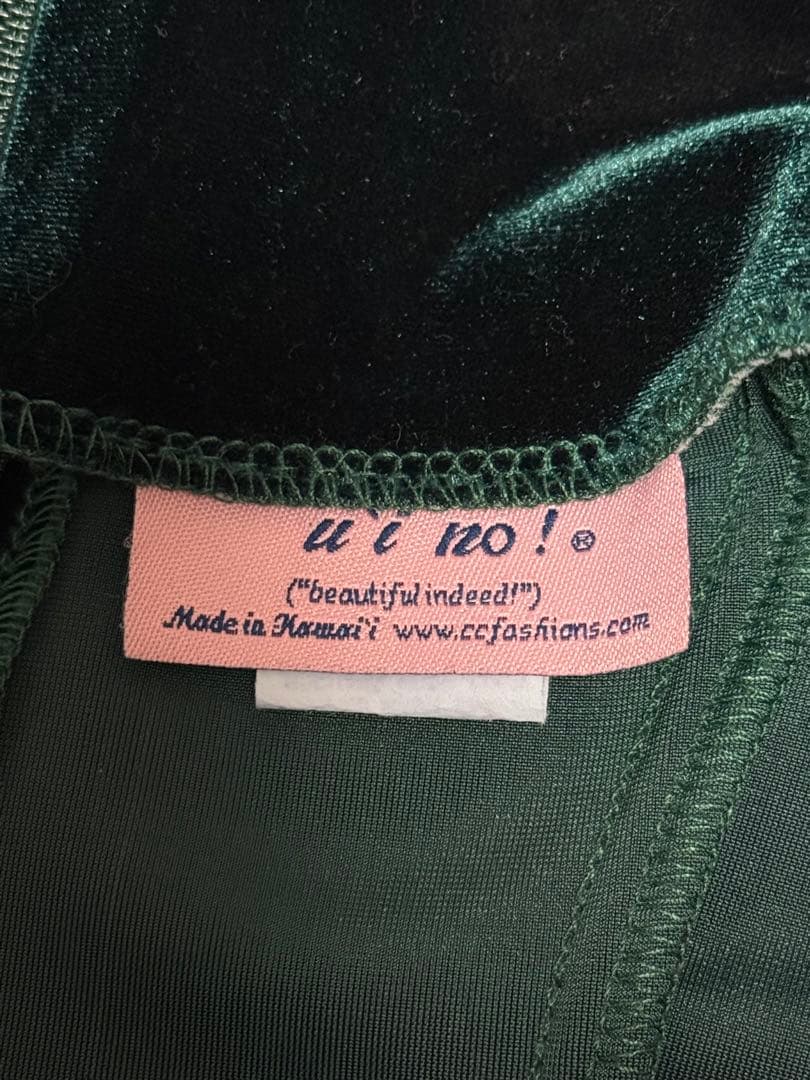 u'i no! ®
("beautiful indeed!")
Made in Hawai'i www.ccfashions.com